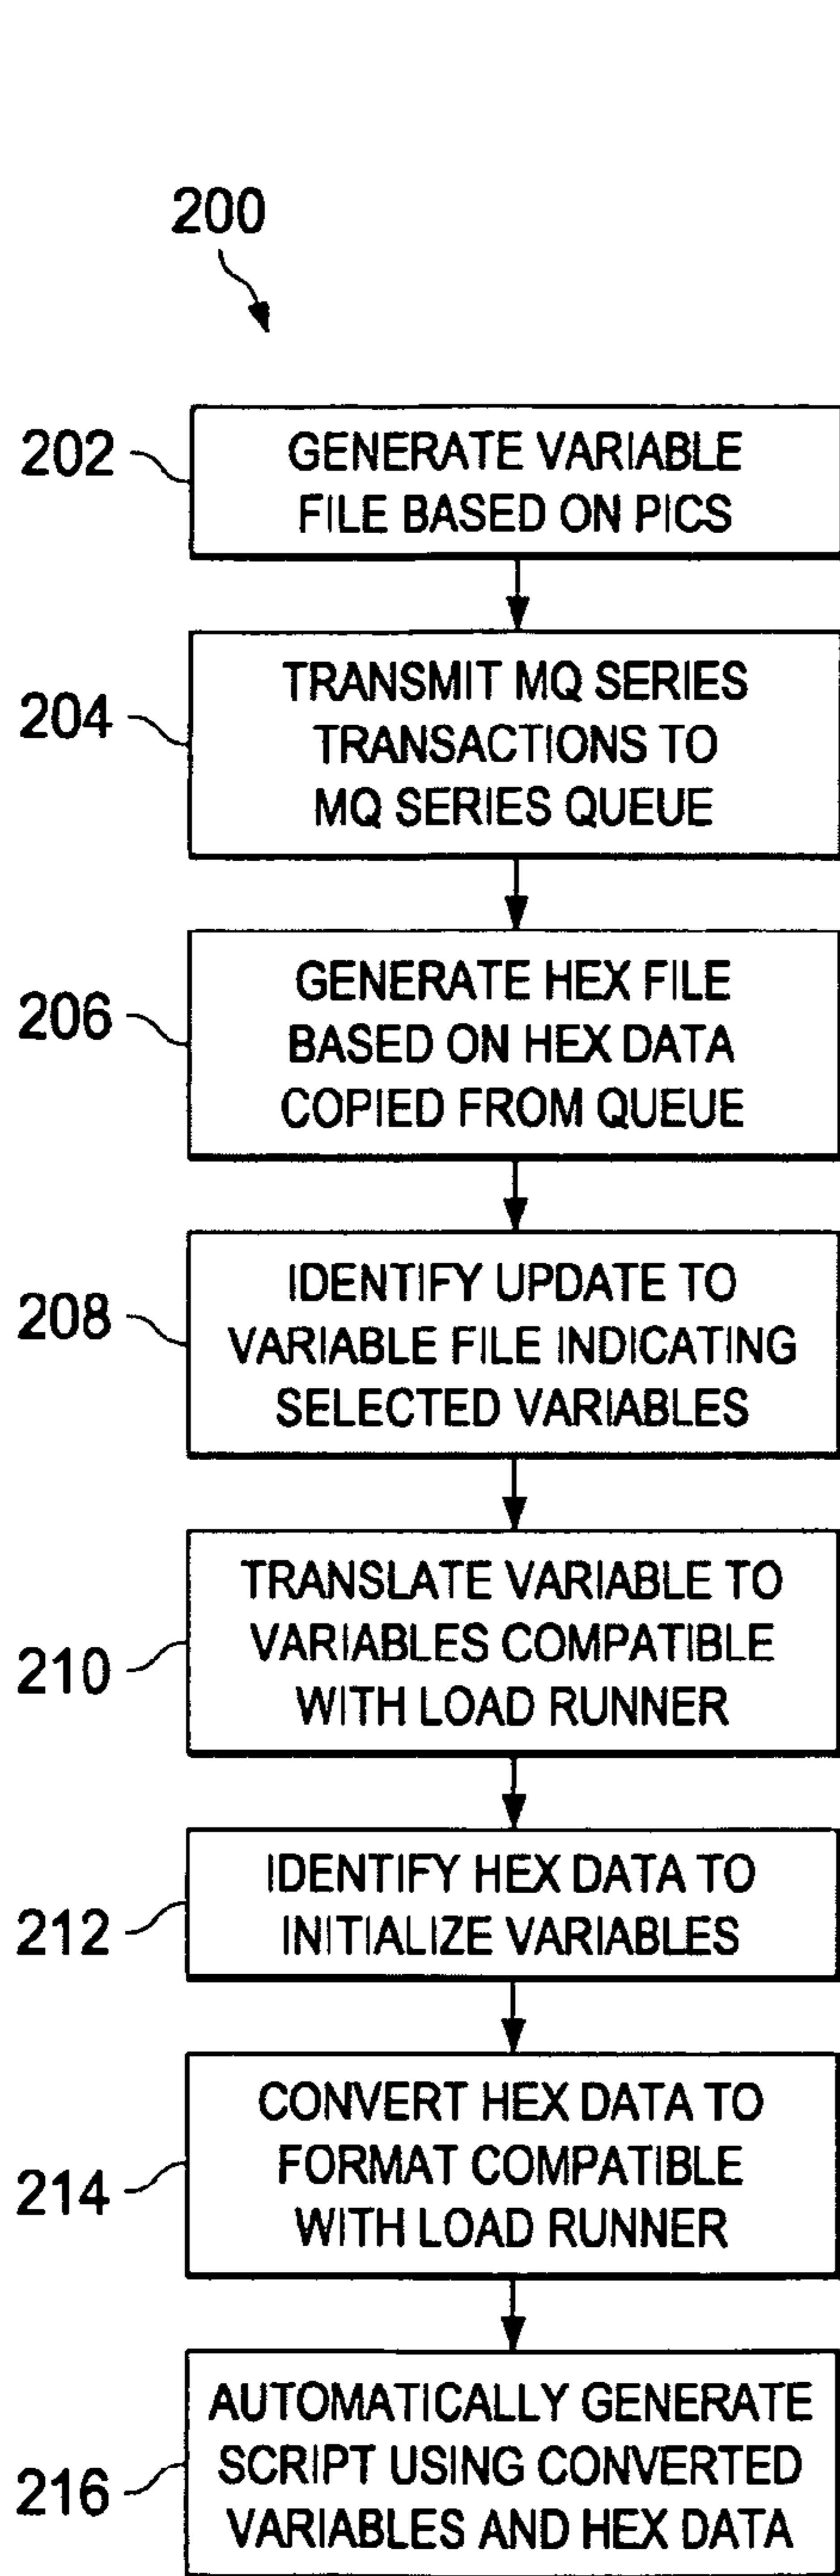 200
202
GENERATE VARIABLE
FILE BASED ON PICS
204
TRANSMIT MQ SERIES
TRANSACTIONS TO
MQ SERIES QUEUE
206
GENERATE HEX FILE
BASED ON HEX DATA
COPIED FROM QUEUE
208
IDENTIFY UPDATE TO
VARIABLE FILE INDICATING
SELECTED VARIABLES
210
TRANSLATE VARIABLE TO
VARIABLES COMPATIBLE
WITH LOAD RUNNER
212
IDENTIFY HEX DATA TO
INITIALIZE VARIABLES
214
CONVERT HEX DATA TO
FORMAT COMPATIBLE
WITH LOAD RUNNER
216
AUTOMATICALLY GENERATE
SCRIPT USING CONVERTED
VARIABLES AND HEX DATA